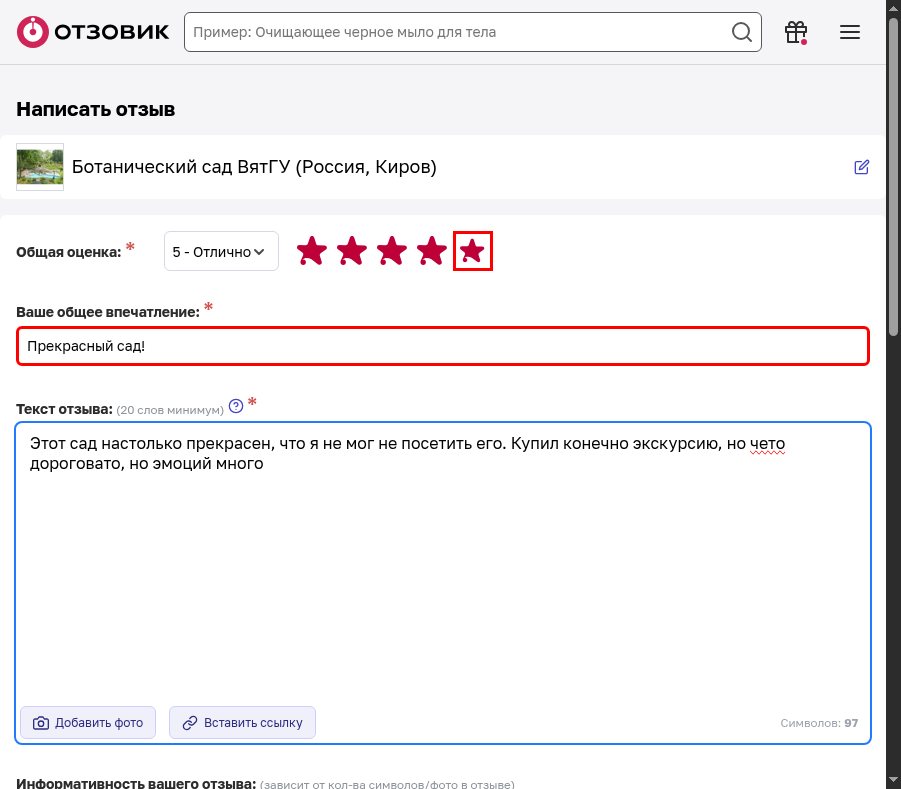 ОТЗОВИК
Пример: Очищающее черное мыло для тела
Написать отзыв
Ботанический сад ВятГУ (Россия, Киров)
Общая оценка: *
5 - Отлично
Ваше общее впечатление: *
Прекрасный сад!
Текст отзыва: (20 слов минимум) ? *
Этот сад настолько прекрасен, что я не мог не посетить его. Купил конечно экскурсию, но чето
дороговато, но эмоций много
Добавить фото
Вставить ссылку
Символов: 97
Информативность вашего отзыва: (зависит от кол-ва символов/фото в отзыве)